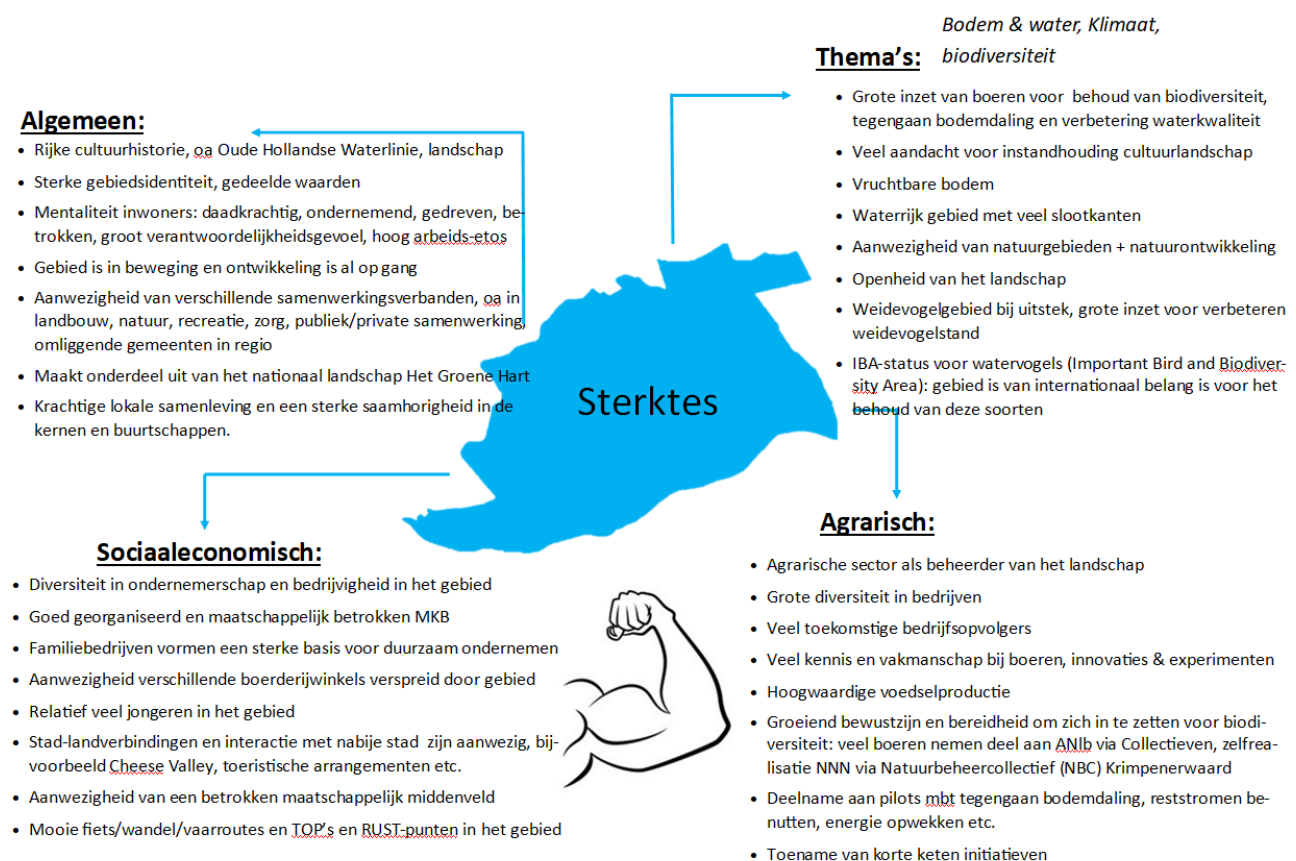 Algemeen:
• Rijke cultuurhistorie, oa Oude Hollandse Waterlinie, landschap
• Sterke gebiedsidentiteit, gedeelde waarden
• Mentaliteit inwoners: daadkrachtig, ondernemend, gedreven, be-
trokken, groot verantwoordelijkheidsgevoel, hoog arbeids-etos
• Gebied is in beweging en ontwikkeling is al op gang
• Aanwezigheid van verschillende samenwerkingsverbanden, oa in
landbouw, natuur, recreatie, zorg, publiek/private samenwerking,
omliggende gemeenten in regio
• Maakt onderdeel uit van het nationaal landschap Het Groene Hart
• Krachtige lokale samenleving en een sterke saamhorigheid in de
kernen en buurtschappen.
Thema's:
Bodem & water, Klimaat,
biodiversiteit
• Grote inzet van boeren voor behoud van biodiversiteit,
tegengaan bodemdaling en verbetering waterkwaliteit
• Veel aandacht voor instandhouding cultuurlandschap
• Vruchtbare bodem
• Waterrijk gebied met veel slootkanten
• Aanwezigheid van natuurgebieden + natuurontwikkeling
• Openheid van het landschap
• Weidevogelgebied bij uitstek, grote inzet voor verbeteren
weidevogelstand
• IBA-status voor watervogels (Important Bird and Biodiver-
sity Area): gebied is van internationaal belang is voor het
behoud van deze soorten
Sterktes
Sociaaleconomisch:
• Diversiteit in ondernemerschap en bedrijvigheid in het gebied
• Goed georganiseerd en maatschappelijk betrokken MKB
• Familiebedrijven vormen een sterke basis voor duurzaam ondernemen
• Aanwezigheid verschillende boerderijwinkels verspreid door gebied
• Relatief veel jongeren in het gebied
• Stad-landverbindingen en interactie met nabije stad zijn aanwezig, bij-
voorbeeld Cheese Valley, toeristische arrangementen etc.
• Aanwezigheid van een betrokken maatschappelijk middenveld
• Mooie fiets/wandel/vaarroutes en TOP's en RUST-punten in het gebied
Agrarisch:
• Agrarische sector als beheerder van het landschap
• Grote diversiteit in bedrijven
• Veel toekomstige bedrijfsopvolgers
• Veel kennis en vakmanschap bij boeren, innovaties & experimenten
• Hoogwaardige voedselproductie
• Groeiend bewustzijn en bereidheid om zich in te zetten voor biodi-
versiteit: veel boeren nemen deel aan ANlb via Collectieven, zelfrea-
lisatie NNN via Natuurbeheercollectief (NBC) Krimpenerwaard
• Deelname aan pilots mbt tegengaan bodemdaling, reststromen be-
nutten, energie opwekken etc.
• Toename van korte keten initiatieven